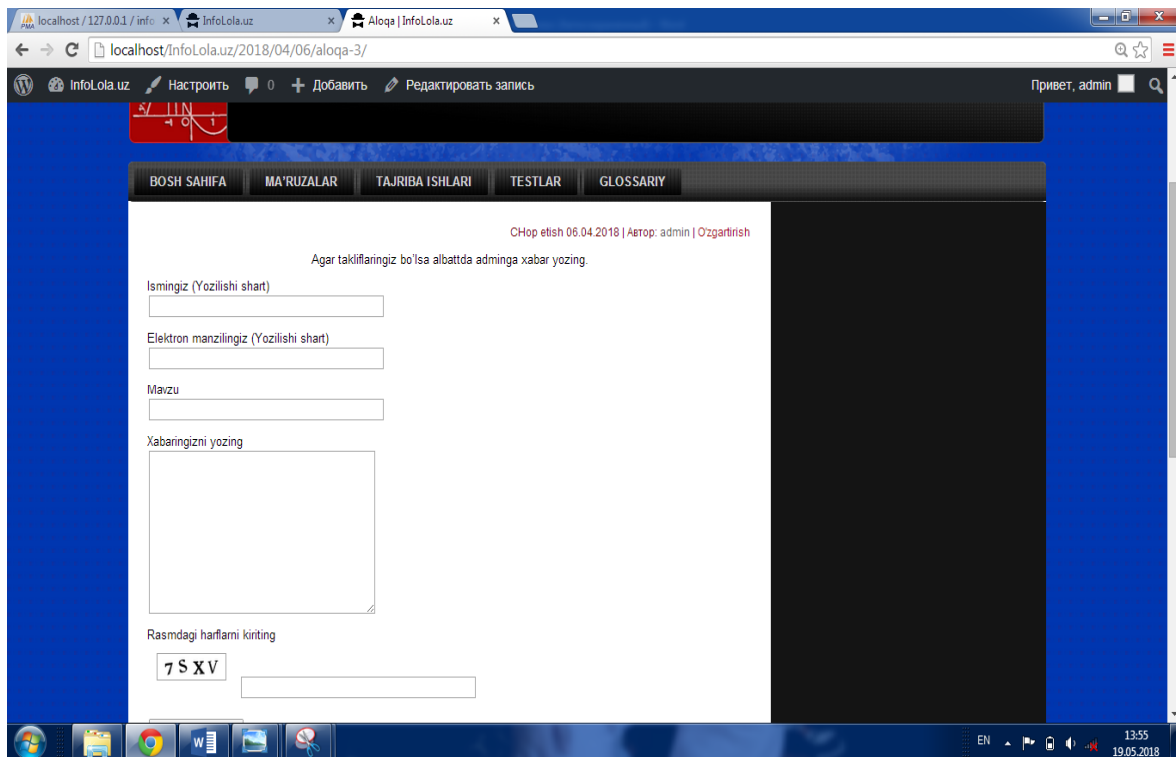 localhost / 127.0.0.1 / info
InfoLola.uz
Aloqa | InfoLola.uz
localhost/InfoLola.uz/2018/04/06/aloqa-3/
InfoLola.uz Настроить 0 Добавить Редактировать запись Привет, admin
BOSH SAHIFA MA'RUZALAR TAJRIBA ISHLARI TESTLAR GLOSSARIY
CHop etish 06.04.2018 | Автор: admin | O'zgartirish
Agar takliflaringiz bo'lsa albattda adminga xabar yozing.
Ismingiz (Yozilishi shart)
Elektron manzilingiz (Yozilishi shart)
Mavzu
Xabaringizni yozing
Rasmdagi harflarni kiriting
7 S X V
EN 13:55
19.05.2018